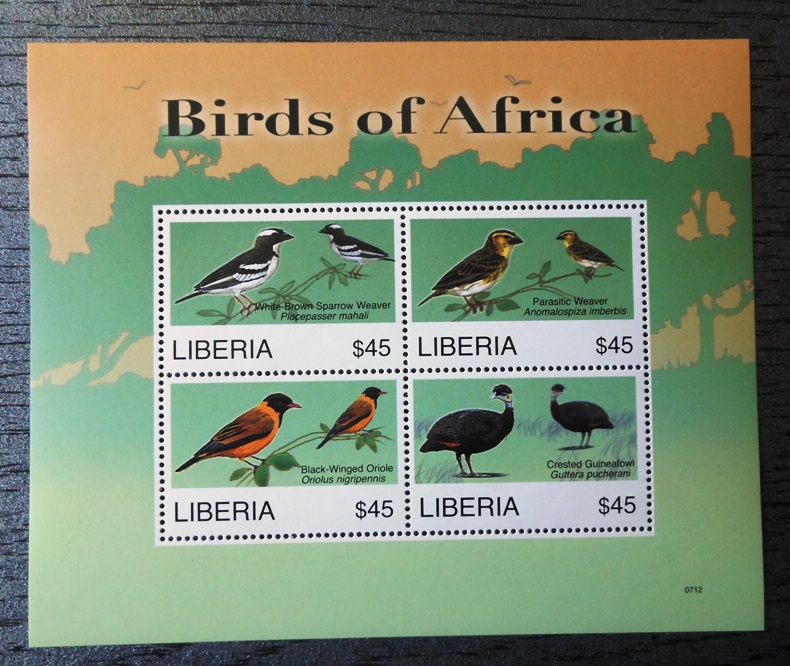 Birds of Africa
White-Brown Sparrow Weaver
Plocepasser mahali
LIBERIA $45
Parasitic Weaver
Anomalospiza imberbis
LIBERIA $45
Black-Winged Oriole
Oriolus nigripennis
LIBERIA $45
Crested Guineafowl
Guttera pucherani
LIBERIA $45
0712